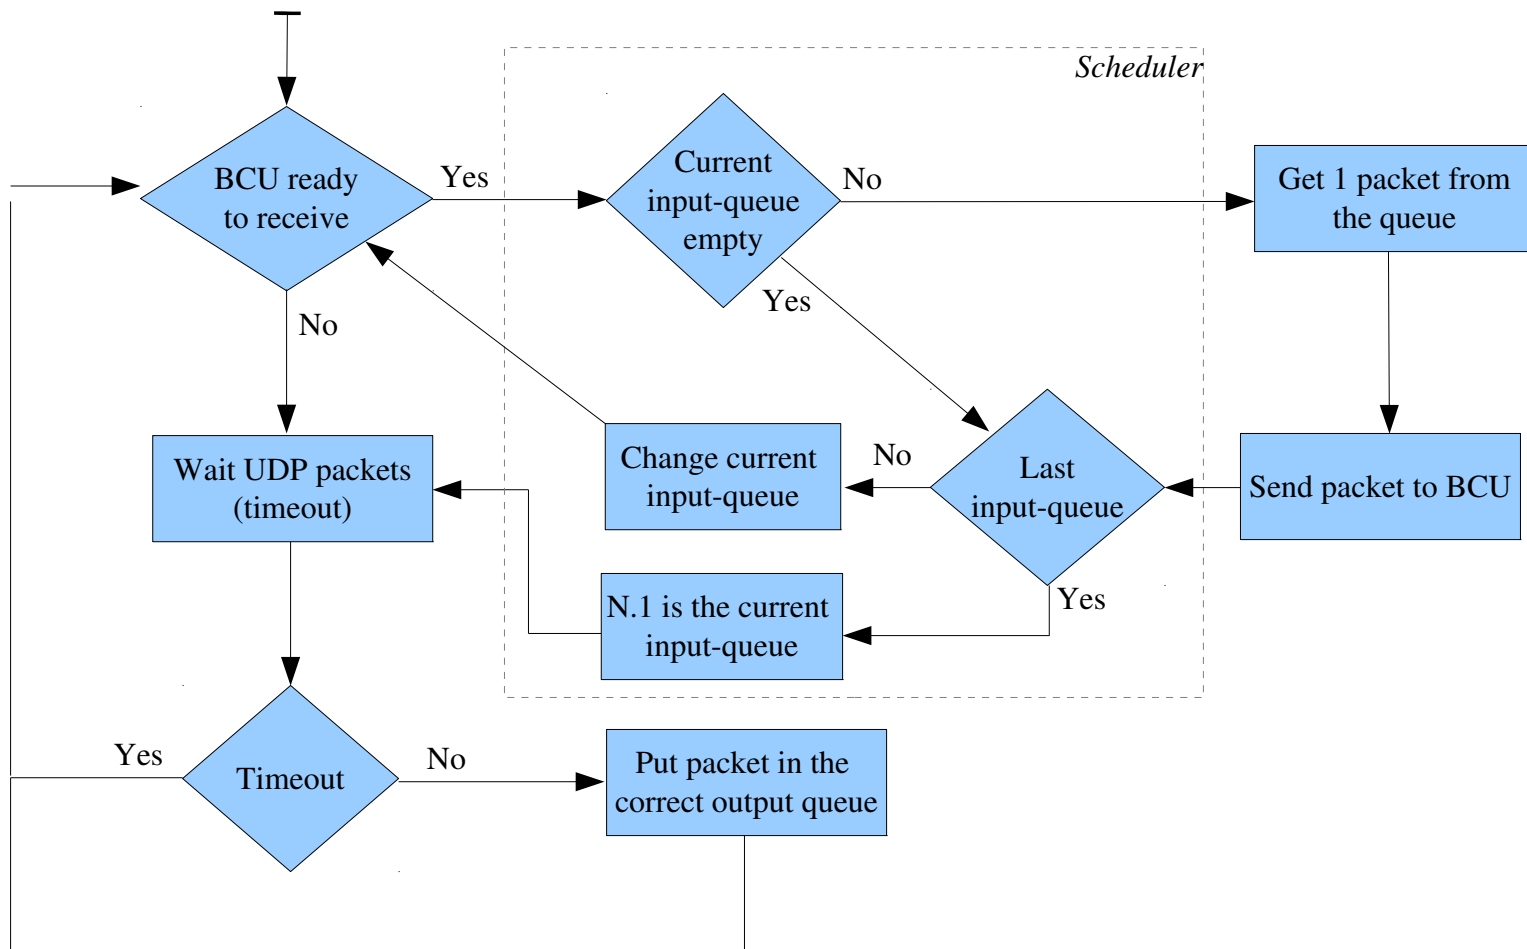 Scheduler
BCU ready
to receive
Yes
Current
input-queue
empty
No
Get 1 packet from
the queue
No
Yes
Wait UDP packets
(timeout)
Change current
input-queue
No
Last
input-queue
Send packet to BCU
N.1 is the current
input-queue
Yes
Yes
Timeout
No
Put packet in the
correct output queue